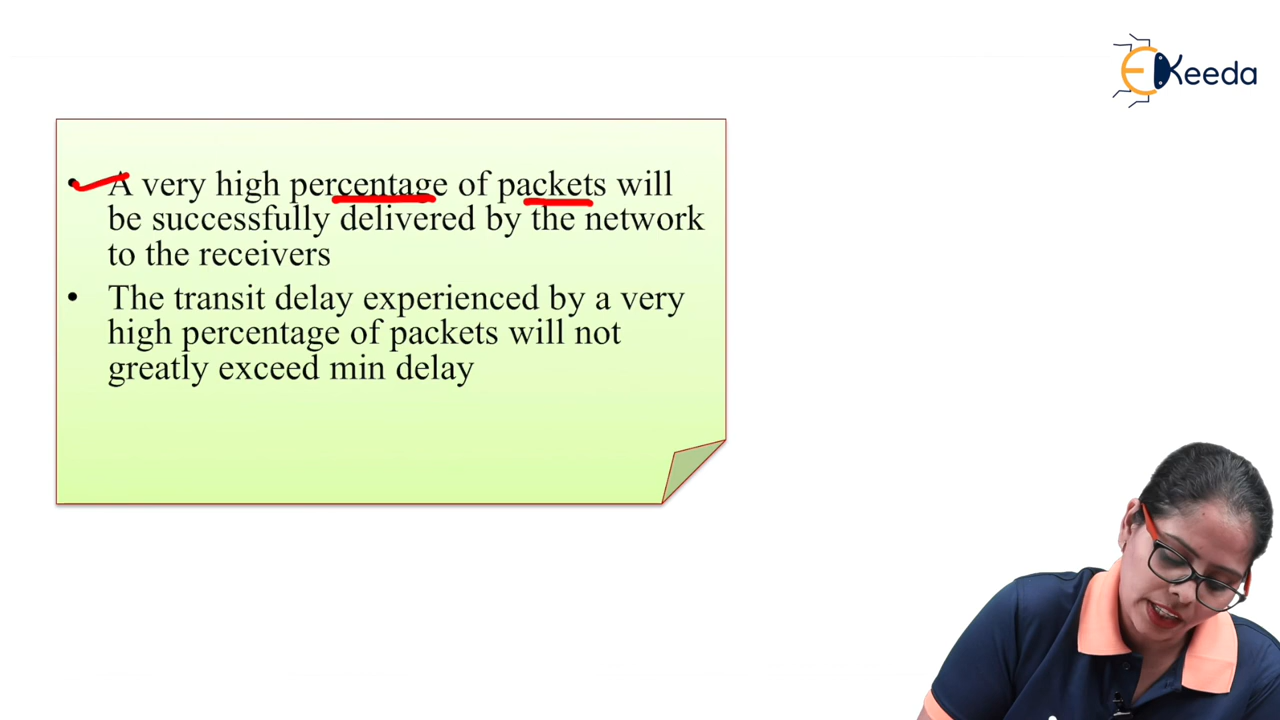 EKeeda
• A very high percentage of packets will
be successfully delivered by the network
to the receivers
• The transit delay experienced by a very
high percentage of packets will not
greatly exceed min delay